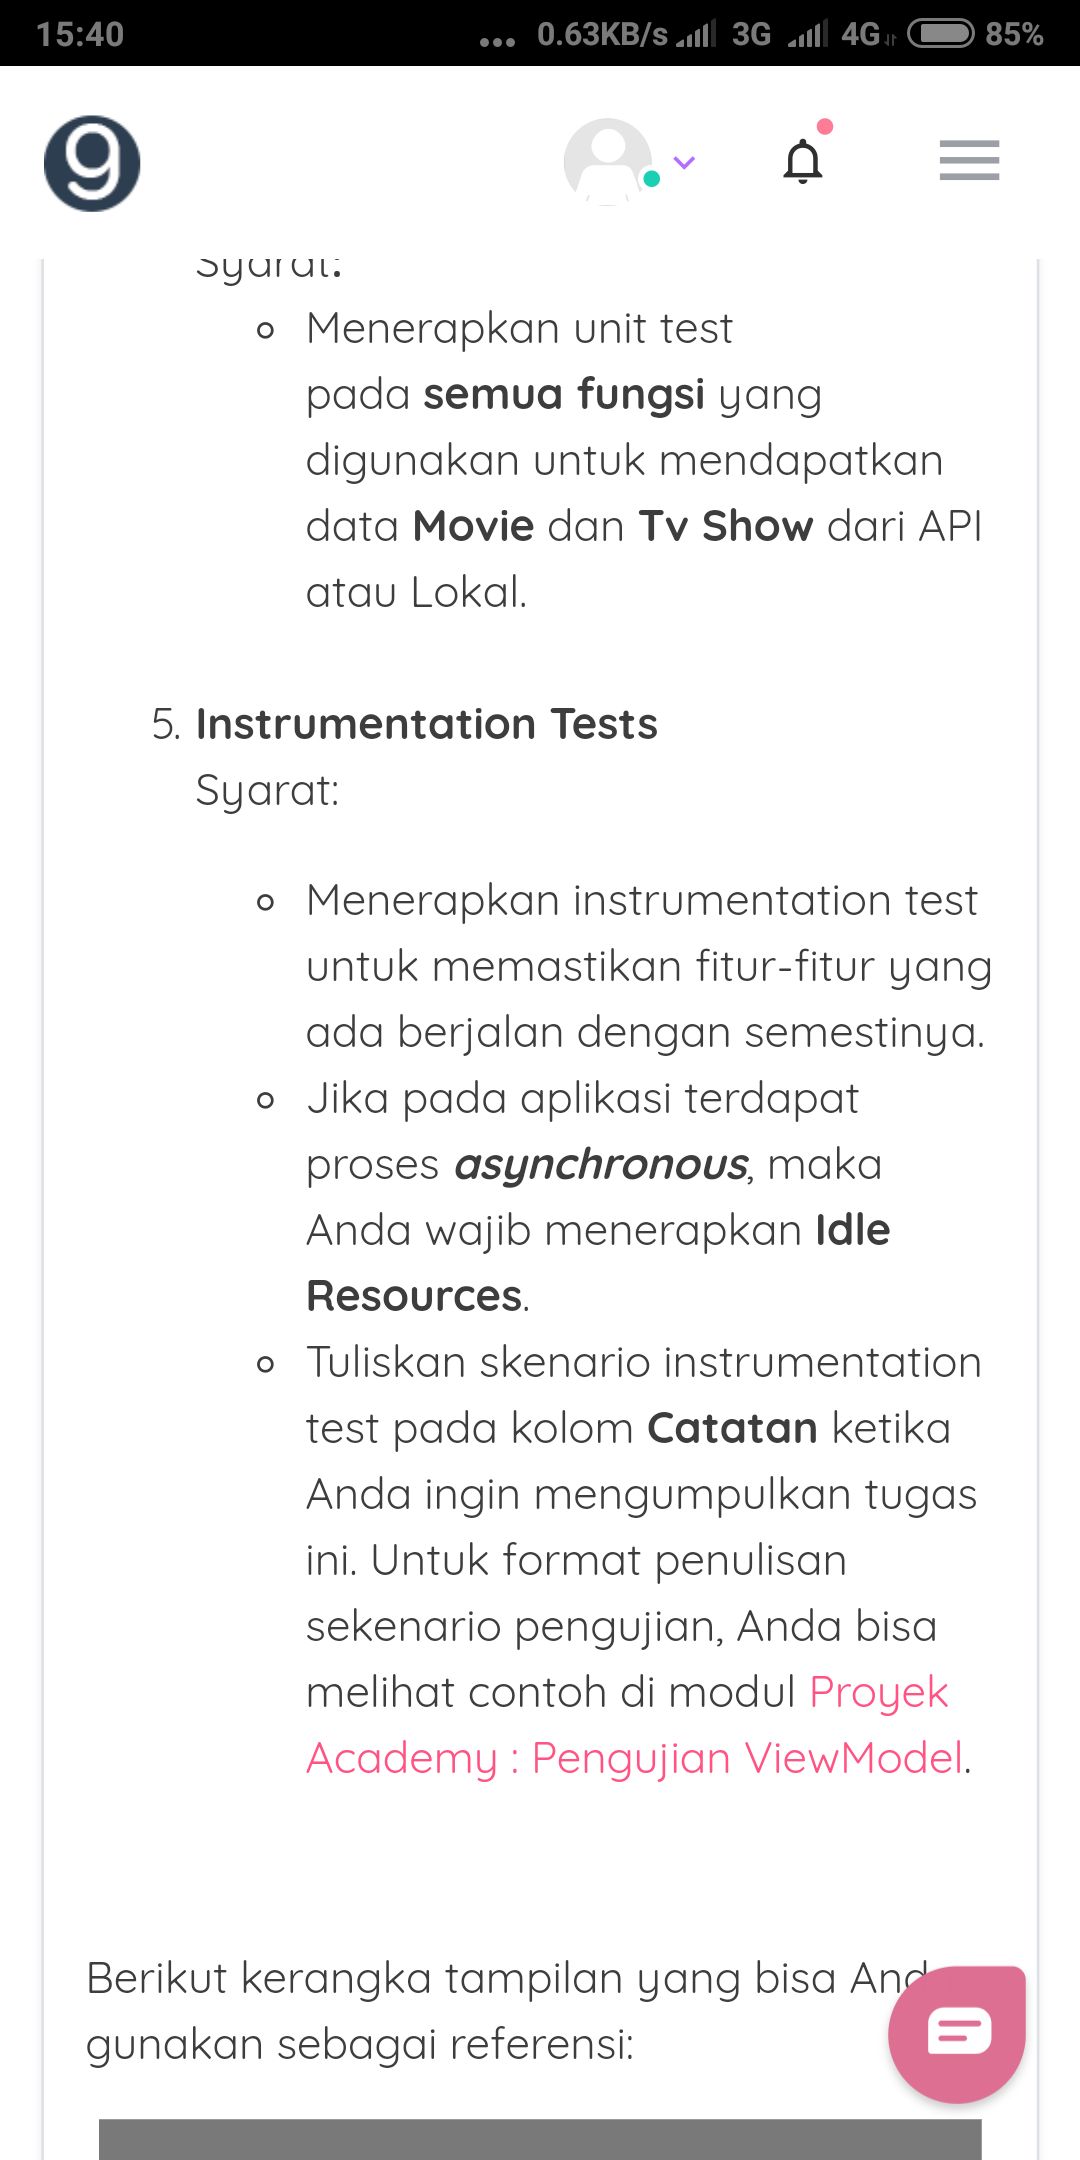 15:40
... 0.63KB/s 3G 4G 85%
g
Syarat:
Menerapkan unit test
pada semua fungsi yang
digunakan untuk mendapatkan
data Movie dan Tv Show dari API
atau Lokal.
5. Instrumentation Tests
Syarat:
Menerapkan instrumentation test
untuk memastikan fitur-fitur yang
ada berjalan dengan semestinya.
Jika pada aplikasi terdapat
proses asynchronous, maka
Anda wajib menerapkan Idle
Resources.
Tuliskan skenario instrumentation
test pada kolom Catatan ketika
Anda ingin mengumpulkan tugas
ini. Untuk format penulisan
sekenario pengujian, Anda bisa
melihat contoh di modul Proyek
Academy : Pengujian ViewModel.
Berikut kerangka tampilan yang bisa And
gunakan sebagai referensi: